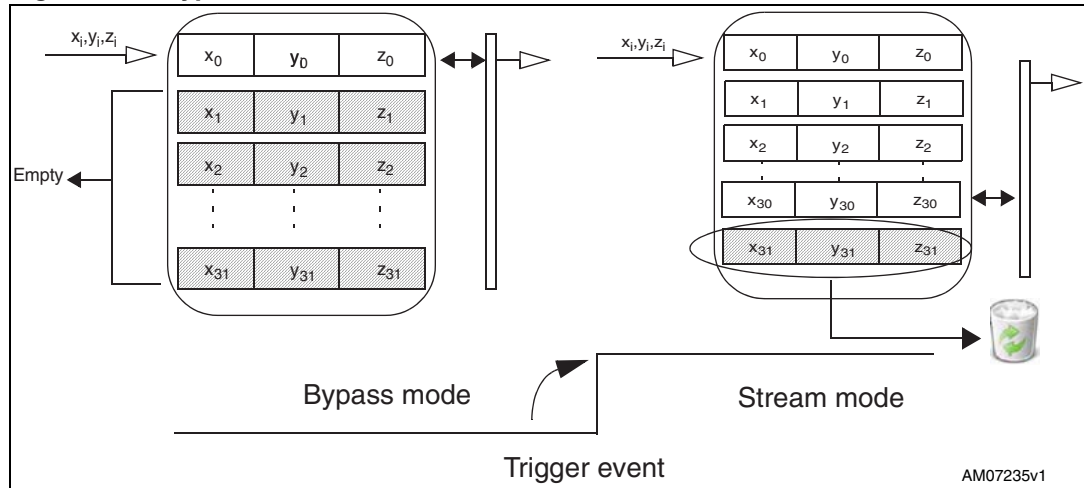 xi,yi,zi
x0 y0 z0
x1 y1 z1
x2 y2 z2
x31 y31 z31
Empty
xi,yi,zi
x0 y0 z0
x1 y1 z1
x2 y2 z2
x30 y30 z30
x31 y31 z31
Bypass mode
Stream mode
Trigger event
AM07235v1